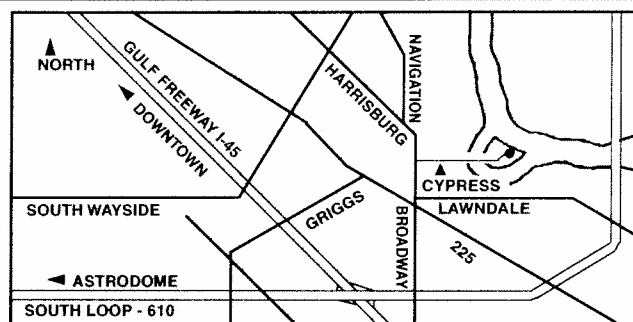 NORTH
GULF FREEWAY I-45
DOWNTOWN
HARRISBURG
NAVIGATION
CYPRESS
LAWNDALE
SOUTH WAYSIDE
GRIGGS
BROADWAY
225
ASTRODOME
SOUTH LOOP - 610